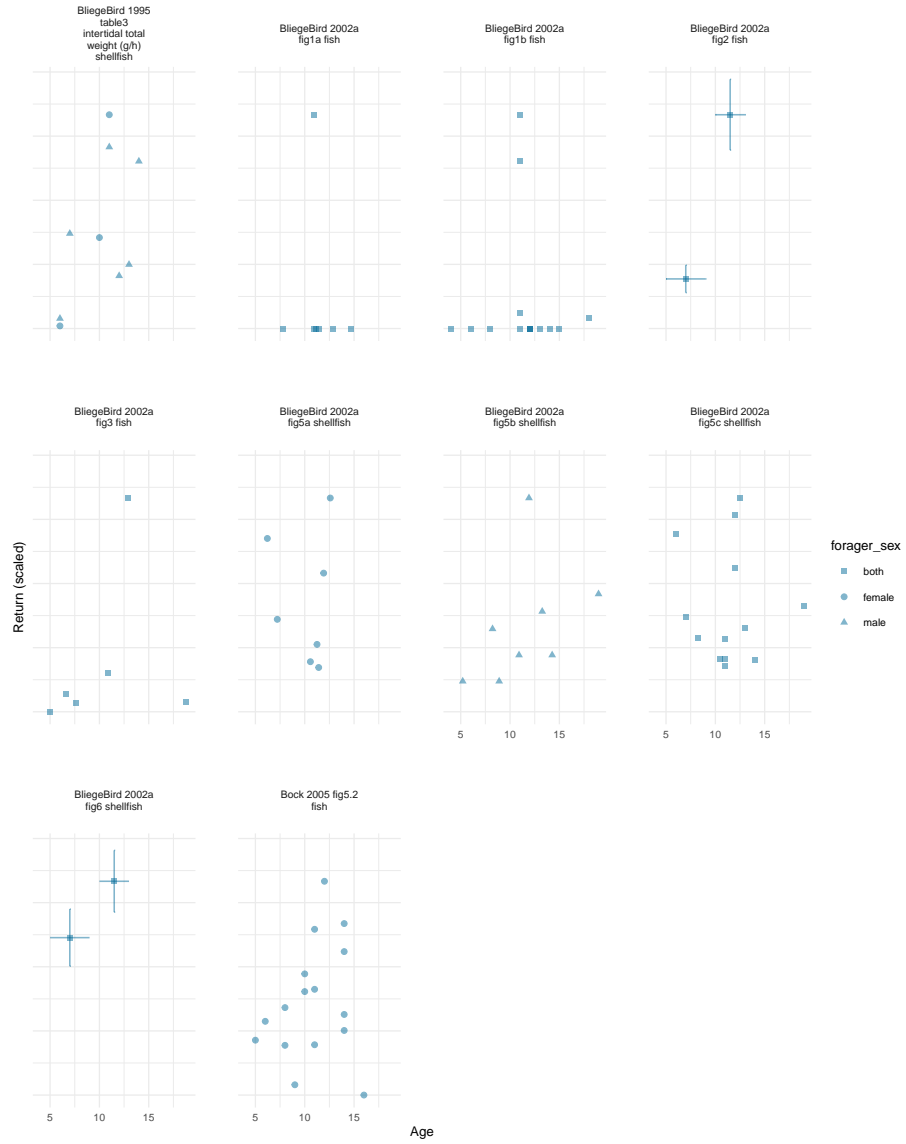 BliegeBird 1995
table3
intertidal total
weight (g/h)
shellfish
BliegeBird 2002a
fig1a fish
BliegeBird 2002a
fig1b fish
BliegeBird 2002a
fig2 fish
BliegeBird 2002a
fig3 fish
BliegeBird 2002a
fig5a shellfish
BliegeBird 2002a
fig5b shellfish
BliegeBird 2002a
fig5c shellfish
5 10 15
5 10 15
Return (scaled)
forager_sex
both
female
male
BliegeBird 2002a
fig6 shellfish
Bock 2005 fig5.2
fish
5 10 15
5 10 15
Age